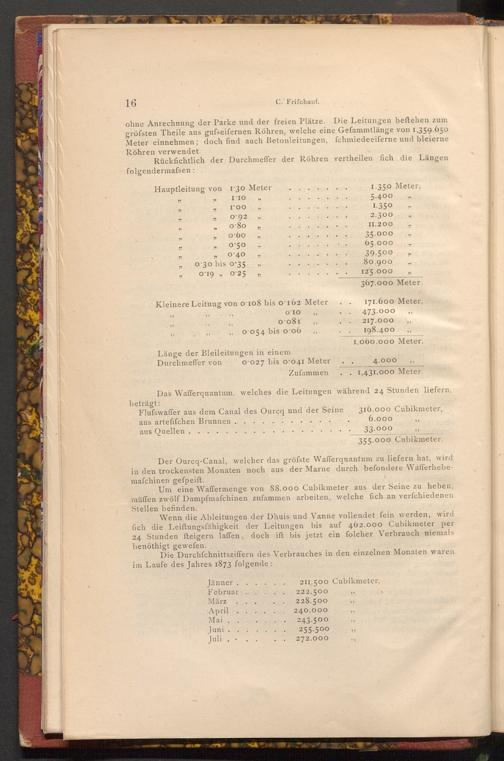 16 C. Frischauf.
ohne Anrechnung der Parke und der freien Plätze. Die Leitungen bestehen zum
grössten Theile aus gusseisernen Röhren, welche eine Gesammtlänge von 1,359.650
Meter einnehmen; doch sind auch Betonleitungen, schmiedeeiserne und bleierne
Röhren verwendet.
Rücksichtlich der Durchmesser der Röhren vertheilen sich die Längen
folgendermassen:
Hauptleitung von 1·30 Meter . . . . . . . 1.350 Meter,
„ „ 1·10 „ . . . . . . . 5.400 „
„ „ 1·00 „ . . . . . . . 1.350 „
„ „ 0·92 „ . . . . . . . 2.300 „
„ „ 0·80 „ . . . . . . . 11.200 „
„ „ 0·60 „ . . . . . . . 35.000 „
„ „ 0·50 „ . . . . . . . 65.000 „
„ „ 0·40 „ . . . . . . . 39.500 „
„ 0·30 bis 0·35 „ . . . . . . . 80.900 „
„ 0·19 „ 0·25 „ . . . . . . . 125.000 „
367.000 Meter
Kleinere Leitung von 0·108 bis 0·162 Meter . . 171.600 Meter,
„ „ „ 0·10 „ . . 473.000 „
„ „ „ 0·081 „ . . 217.000 „
„ „ „ 0·054 bis 0·06 „ . . 198.400 „
1,060.000 Meter.
Länge der Bleileitungen in einem
Durchmesser von 0·027 bis 0·041 Meter . . 4.000 „
Zusammen . . 1,431.000 Meter
Das Wasserquantum, welches die Leitungen während 24 Stunden liefern,
beträgt:
Flusswasser aus dem Canal des Ourcq und der Seine 316.000 Cubikmeter,
aus artesischen Brunnen . . . . . . . . . . . . 6.000 „
aus Quellen . . . . . . . . . . . . . . . . . 33.000 „
355.000 Cubikmeter.
Der Ourcq-Canal, welcher das grösste Wasserquantum zu liefern hat, wird
in den trockensten Monaten noch aus der Marne durch besondere Wasserhebe-
maschinen gespeist.
Um eine Wassermenge von 88.000 Cubikmeter aus der Seine zu heben,
müssen zwölf Dampfmaschinen zusammen arbeiten, welche sich an verschiedenen
Stellen befinden.
Wenn die Ableitungen der Dhuis und Vanne vollendet sein werden, wird
sich die Leistungsfähigkeit der Leitungen bis auf 462.000 Cubikmeter per
24 Stunden steigern lassen, doch ist bis jetzt ein solcher Verbrauch niemals
benöthigt gewesen.
Die Durchschnittsziffern des Verbrauches in den einzelnen Monaten waren
im Laufe des Jahres 1873 folgende:
Jänner . . . . . . 211.500 Cubikmeter,
Februar . . . . . 222.500 „
März . . . . . . 228.500 „
April . . . . . . 240.000 „
Mai . . . . . . . 243.500 „
Juni . . . . . . . 255.500 „
Juli . . . . . . . 272.000 „